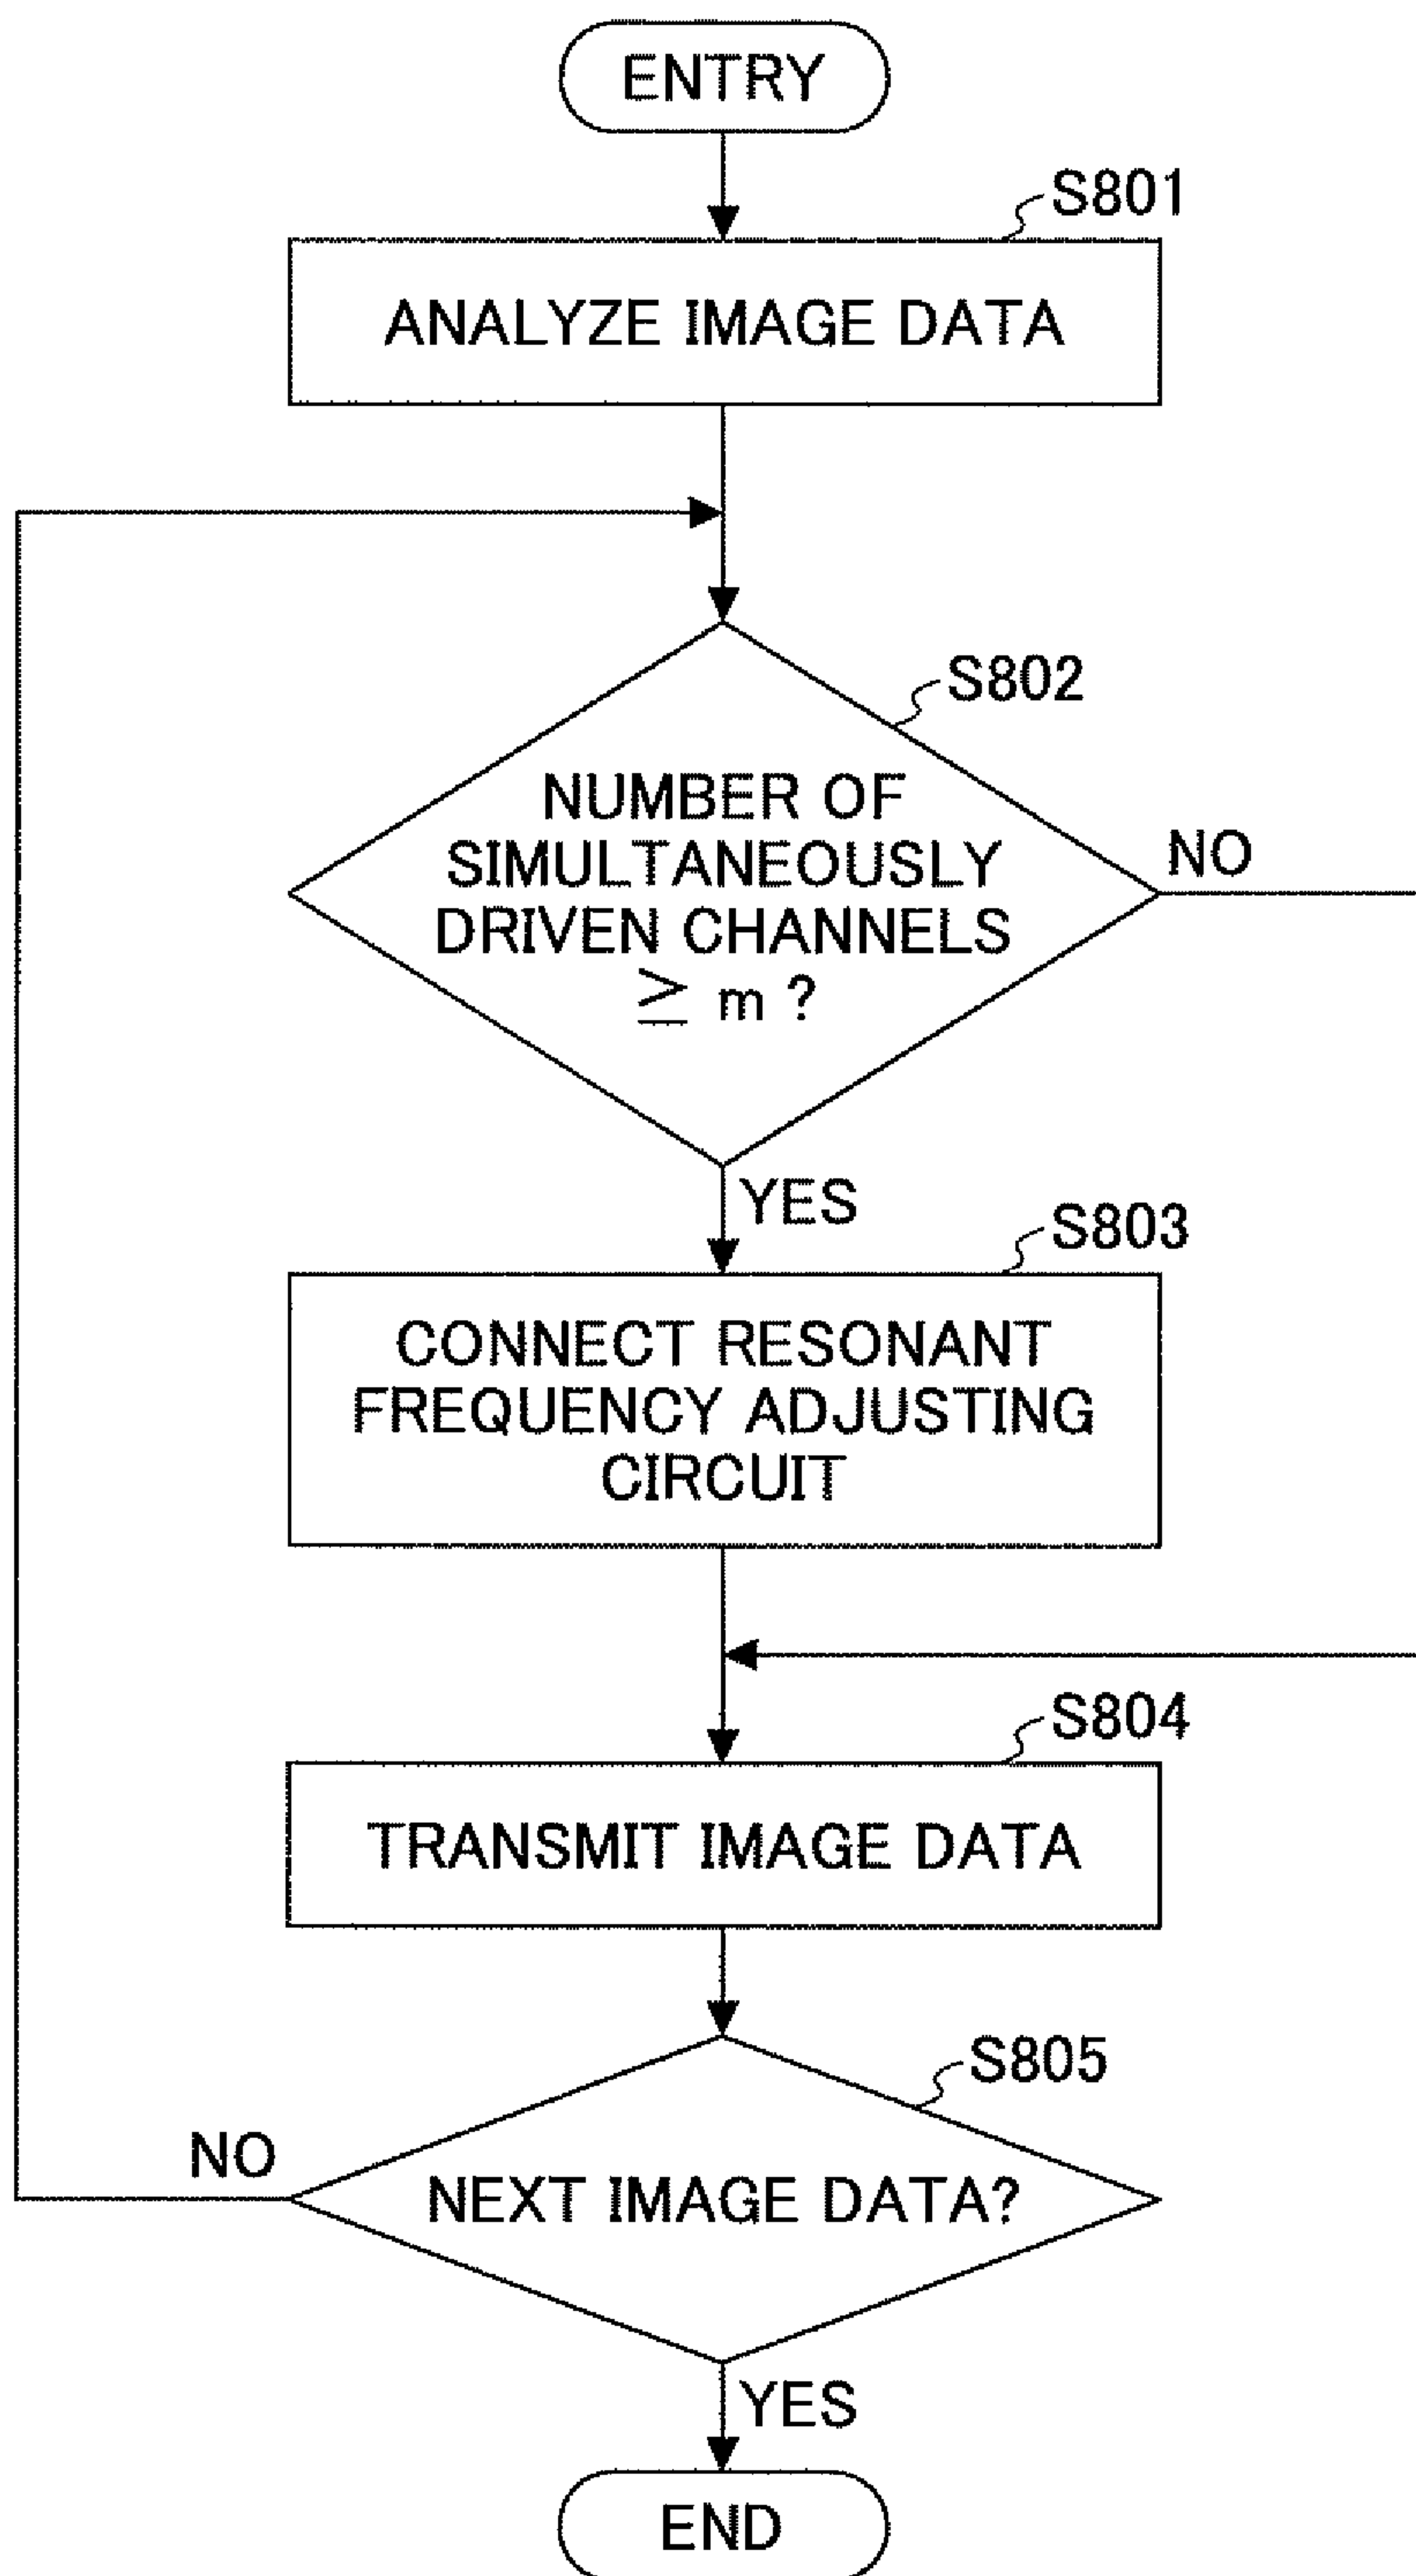 ENTRY
S801
ANALYZE IMAGE DATA
S802
NUMBER OF
SIMULTANEOUSLY
DRIVEN CHANNELS
≥ m ?
NO
YES
S803
CONNECT RESONANT
FREQUENCY ADJUSTING
CIRCUIT
S804
TRANSMIT IMAGE DATA
S805
NO
NEXT IMAGE DATA?
YES
END